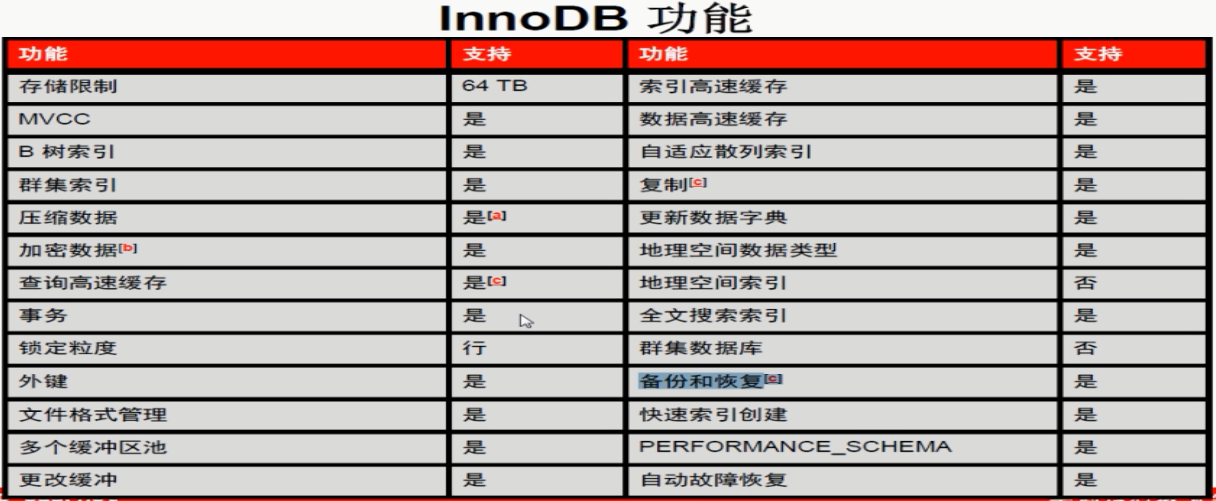 InnoDB 功能
功能 支持 功能 支持
存储限制 64 TB 索引高速缓存 是
MVCC 是 数据高速缓存 是
B 树索引 是 自适应散列索引 是
群集索引 是 复制[c] 是
压缩数据 是[a] 更新数据字典 是
加密数据[b] 是 地理空间数据类型 是
查询高速缓存 是[c] 地理空间索引 否
事务 是 全文搜索索引 是
锁定粒度 行 群集数据库 否
外键 是 备份和恢复[c] 是
文件格式管理 是 快速索引创建 是
多个缓冲区池 是 PERFORMANCE_SCHEMA 是
更改缓冲 是 自动故障恢复 是